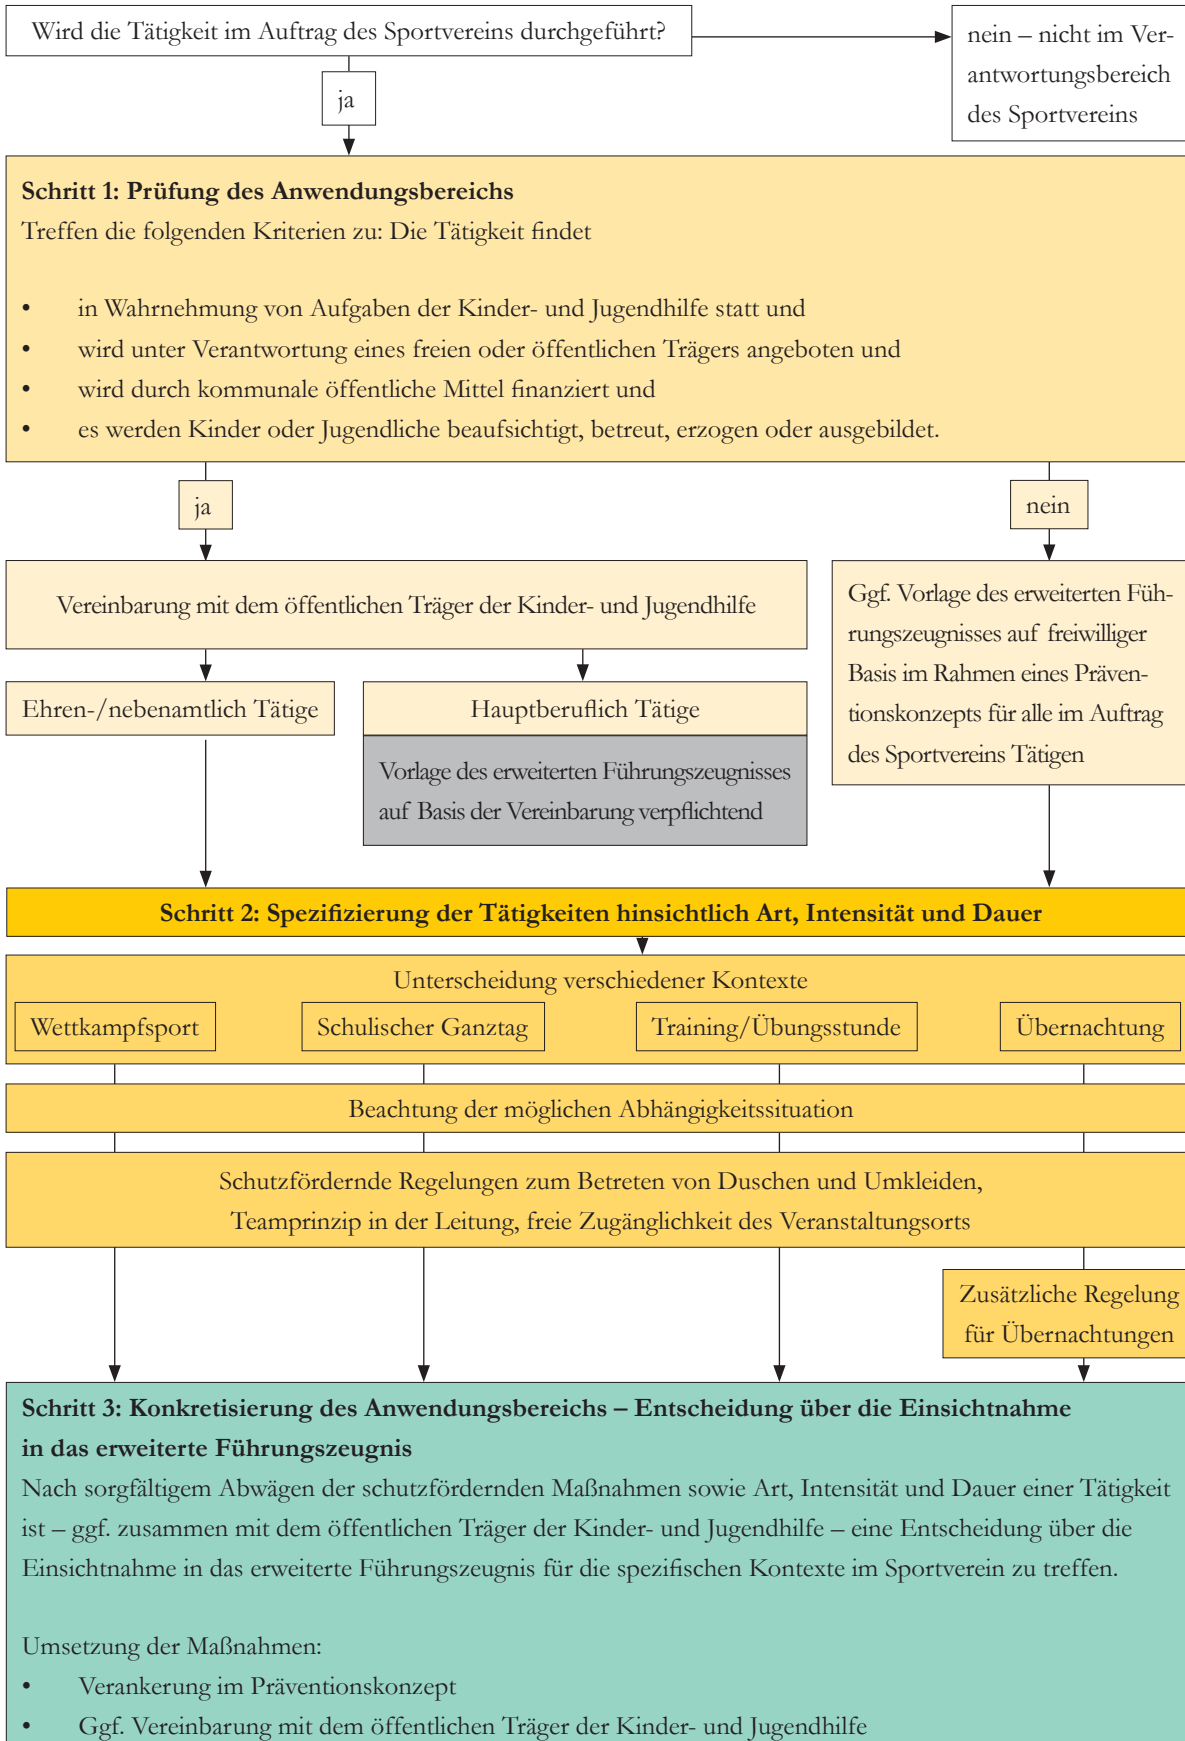 Wird die Tätigkeit im Auftrag des Sportvereins durchgeführt?
nein – nicht im Ver-
antwortungsbereich
des Sportvereins
ja
Schritt 1: Prüfung des Anwendungsbereichs
Treffen die folgenden Kriterien zu: Die Tätigkeit findet
• in Wahrnehmung von Aufgaben der Kinder- und Jugendhilfe statt und
• wird unter Verantwortung eines freien oder öffentlichen Trägers angeboten und
• wird durch kommunale öffentliche Mittel finanziert und
• es werden Kinder oder Jugendliche beaufsichtigt, betreut, erzogen oder ausgebildet.
ja
nein
Vereinbarung mit dem öffentlichen Träger der Kinder- und Jugendhilfe
Ggf. Vorlage des erweiterten Füh-
rungszeugnisses auf freiwilliger
Basis im Rahmen eines Präven-
tionskonzepts für alle im Auftrag
des Sportvereins Tätigen
Ehren-/nebenamtlich Tätige
Hauptberuflich Tätige
Vorlage des erweiterten Führungszeugnisses
auf Basis der Vereinbarung verpflichtend
Schritt 2: Spezifizierung der Tätigkeiten hinsichtlich Art, Intensität und Dauer
Unterscheidung verschiedener Kontexte
Wettkampfsport
Schulischer Ganztag
Training/Übungsstunde
Übernachtung
Beachtung der möglichen Abhängigkeitssituation
Schutzfördernde Regelungen zum Betreten von Duschen und Umkleiden,
Teamprinzip in der Leitung, freie Zugänglichkeit des Veranstaltungsorts
Zusätzliche Regelung
für Übernachtungen
Schritt 3: Konkretisierung des Anwendungsbereichs – Entscheidung über die Einsichtnahme
in das erweiterte Führungszeugnis
Nach sorgfältigem Abwägen der schutzfördernden Maßnahmen sowie Art, Intensität und Dauer einer Tätigkeit
ist – ggf. zusammen mit dem öffentlichen Träger der Kinder- und Jugendhilfe – eine Entscheidung über die
Einsichtnahme in das erweiterte Führungszeugnis für die spezifischen Kontexte im Sportverein zu treffen.
Umsetzung der Maßnahmen:
• Verankerung im Präventionskonzept
• Ggf. Vereinbarung mit dem öffentlichen Träger der Kinder- und Jugendhilfe